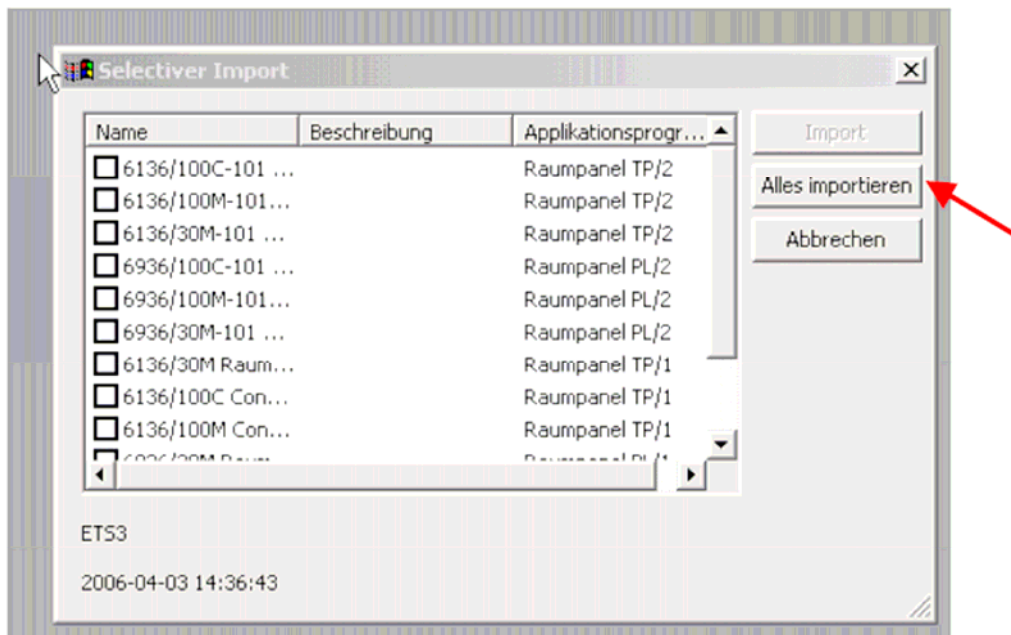 Selectiver Import
Name Beschreibung Applikationsprogr...
Import
6136/100C-101 ... Raumpanel TP/2
Alles importieren
6136/100M-101... Raumpanel TP/2
6136/30M-101 ... Raumpanel TP/2
Abbrechen
6936/100C-101 ... Raumpanel PL/2
6936/100M-101... Raumpanel PL/2
6936/30M-101 ... Raumpanel PL/2
6136/30M Raum... Raumpanel TP/1
6136/100C Con... Raumpanel TP/1
6136/100M Con... Raumpanel TP/1
ETS3
2006-04-03 14:36:43